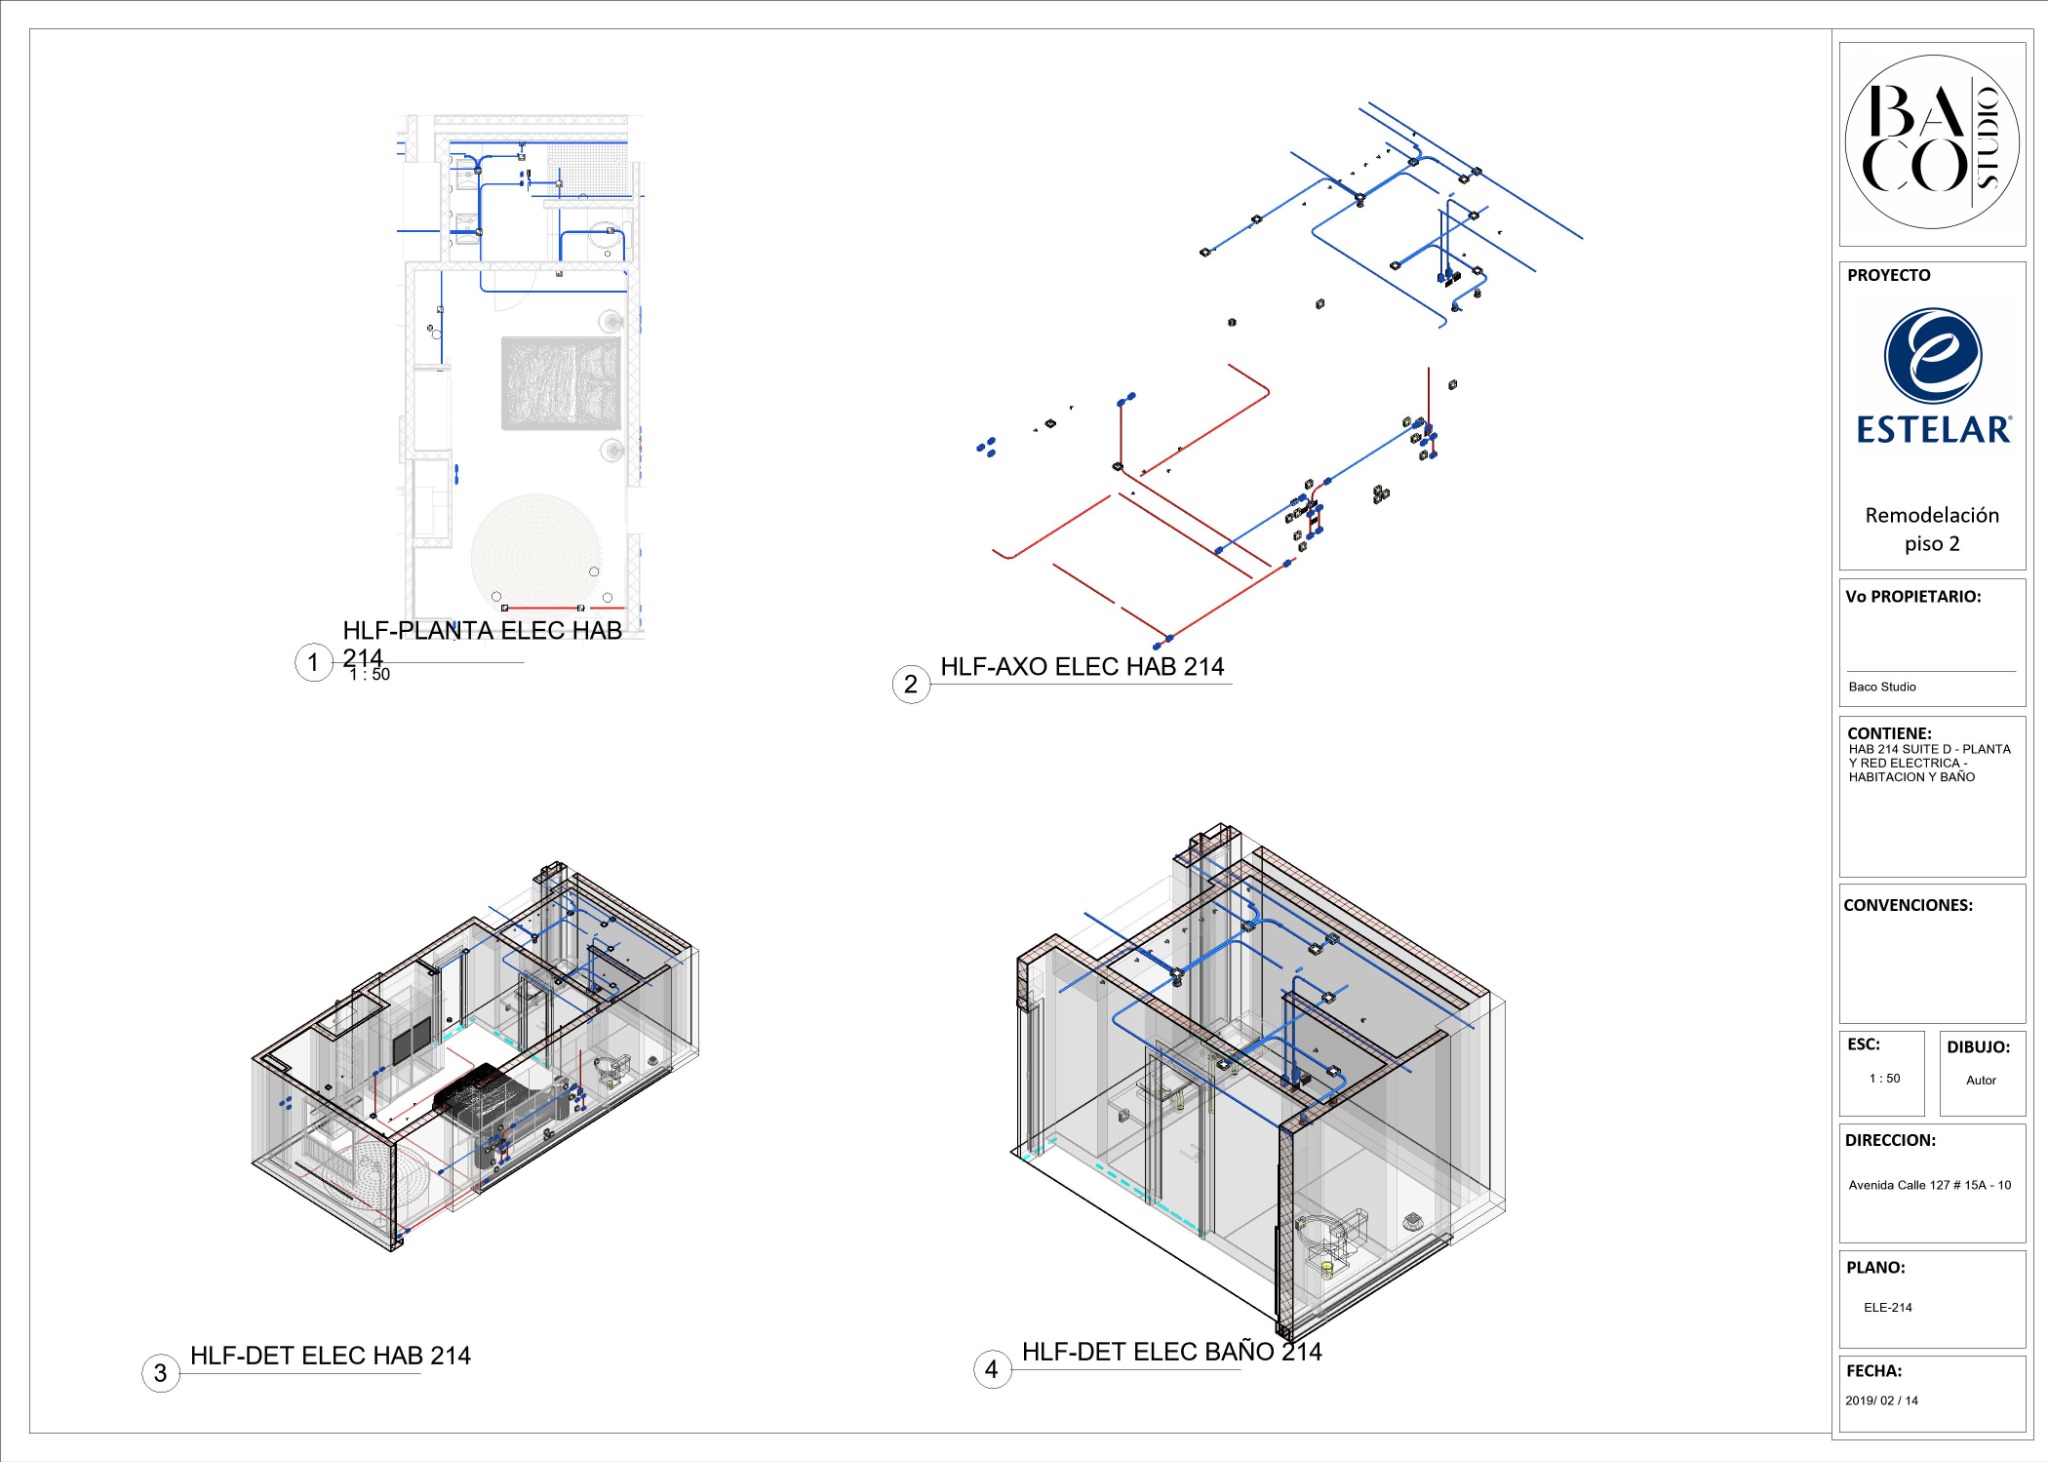 HLF-PLANTA ELEC HAB
214
1
1 : 50
HLF-AXO ELEC HAB 214
2
HLF-DET ELEC HAB 214
3
HLF-DET ELEC BAÑO 214
4
BA
CO
STUDIO
PROYECTO
ESTELAR®
Remodelación
piso 2
Vo PROPIETARIO:
Baco Studio
CONTIENE:
HAB 214 SUITE D - PLANTA
Y RED ELECTRICA -
HABITACION Y BAÑO
CONVENCIONES:
ESC:
1 : 50
DIBUJO:
Autor
DIRECCION:
Avenida Calle 127 # 15A - 10
PLANO:
ELE-214
FECHA:
2019/ 02 / 14